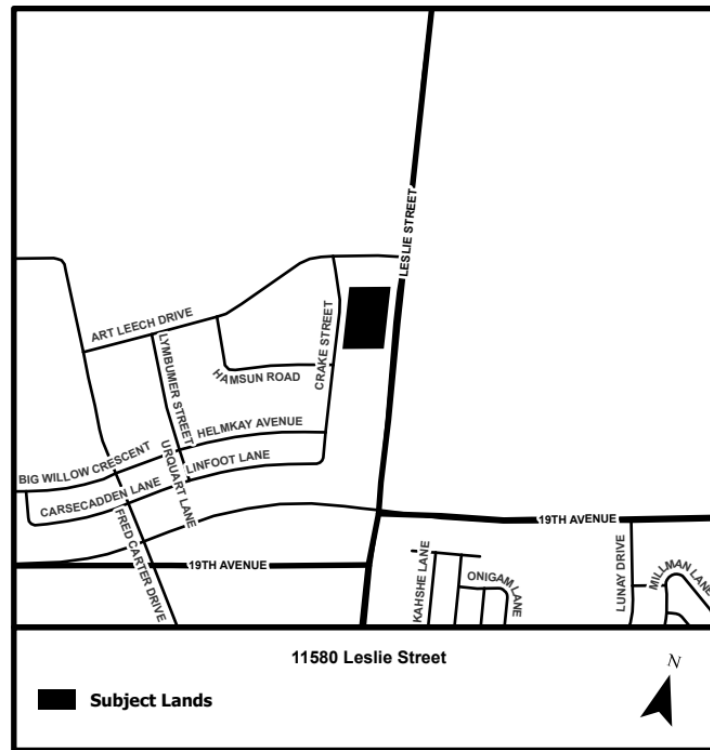 LESLIE STREET
ART LEECH DRIVE
LYMBUMER STREET
HAMSUN ROAD
CRAKE STREET
HELMKAY AVENUE
BIG WILLOW CRESCENT
URQUART LANE
LINFOOT LANE
CARSECADDEN LANE
FRED CARTER DRIVE
19TH AVENUE
19TH AVENUE
KAHSHE LANE
ONIGAM LANE
LUNAY DRIVE
MILLMAN LANE
11580 Leslie Street
N
Subject Lands